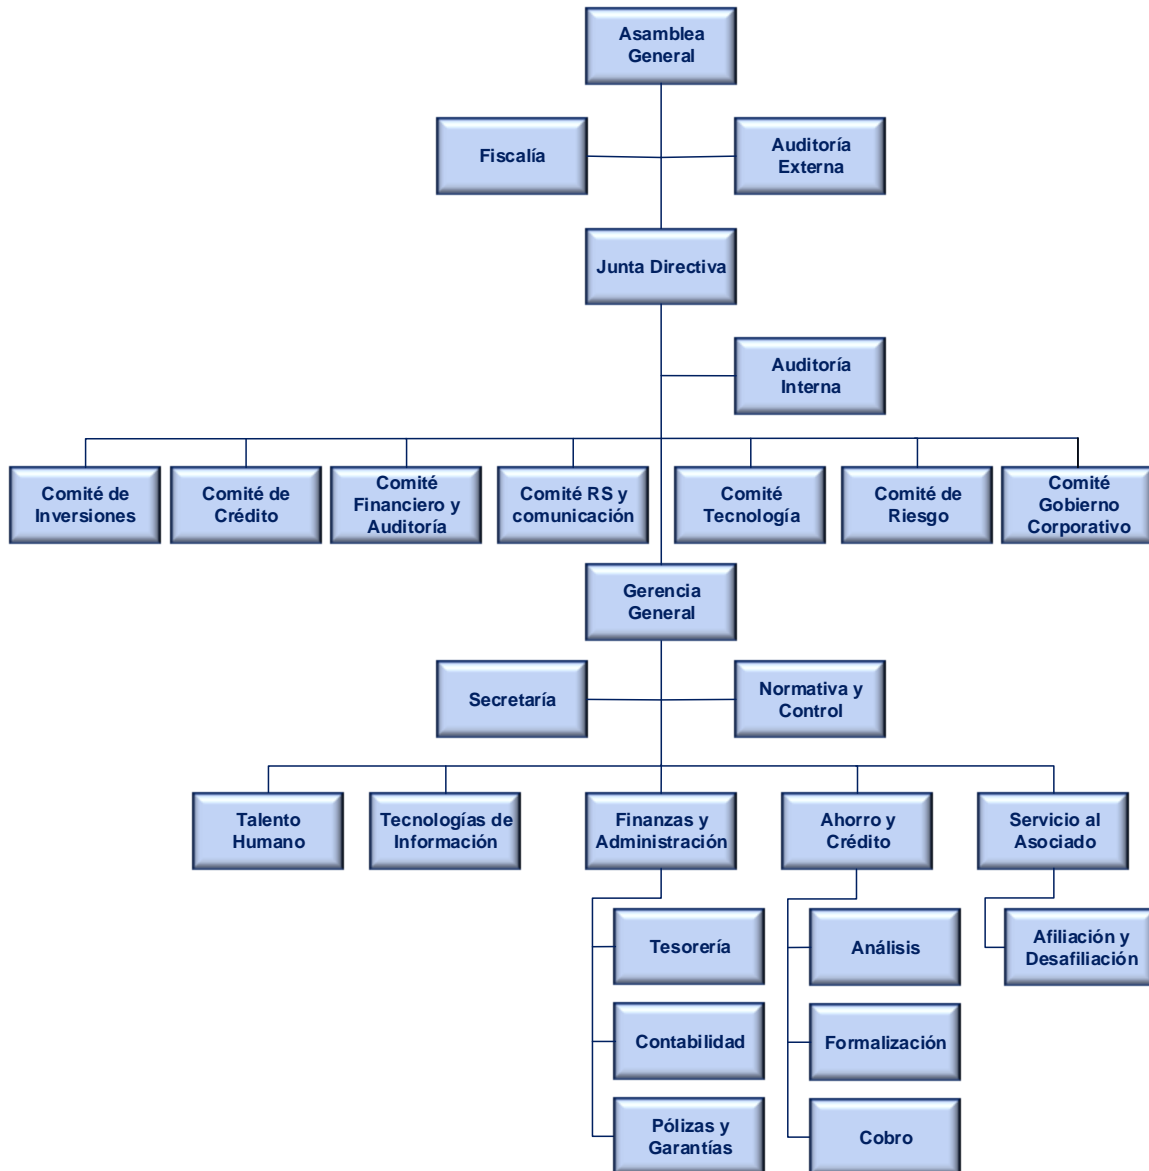 Asamblea
General
Fiscalía
Auditoría
Externa
Junta Directiva
Auditoría
Interna
Comité de
Inversiones
Comité de
Crédito
Comité
Financiero y
Auditoría
Comité RS y
comunicación
Comité
Tecnología
Comité de
Riesgo
Comité
Gobierno
Corporativo
Gerencia
General
Secretaría
Normativa y
Control
Talento
Humano
Tecnologías de
Información
Finanzas y
Administración
Ahorro y
Crédito
Servicio al
Asociado
Tesorería
Análisis
Afiliación y
Desafiliación
Contabilidad
Formalización
Pólizas y
Garantías
Cobro